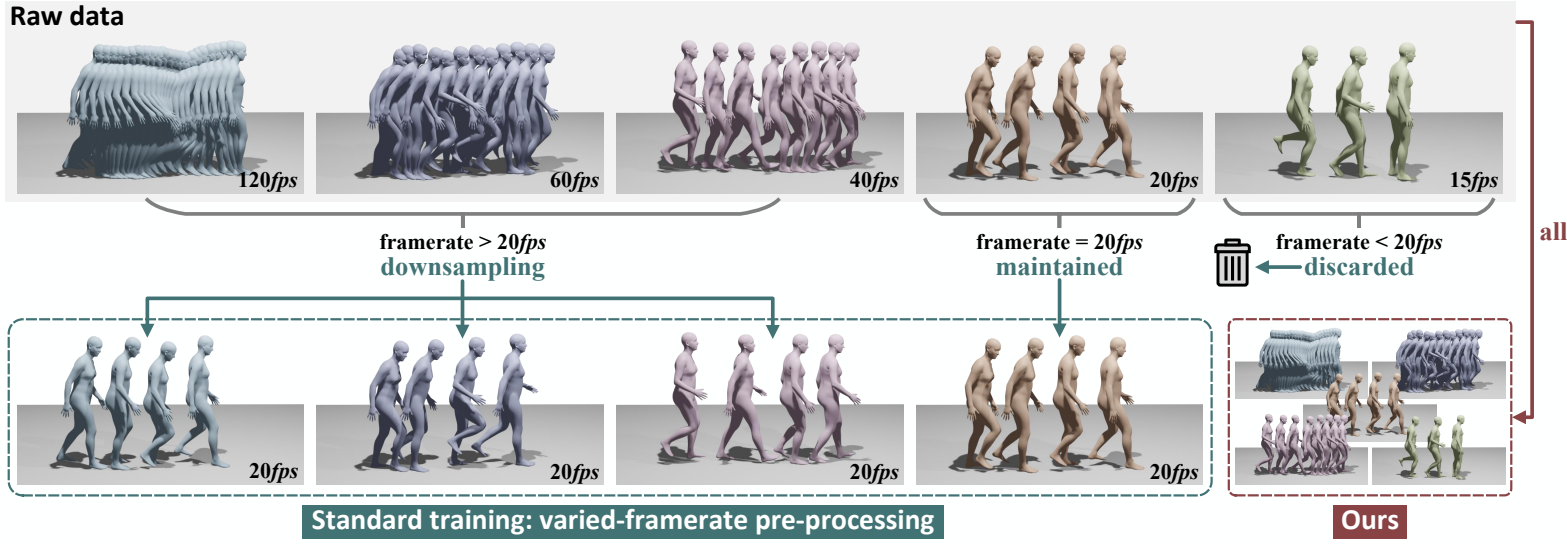 Raw data
120fps
60fps
40fps
20fps
15fps
all
framerate > 20fps
downsampling
framerate = 20fps
maintained
framerate < 20fps
discarded
20fps
20fps
20fps
20fps
Standard training: varied-framerate pre-processing
Ours